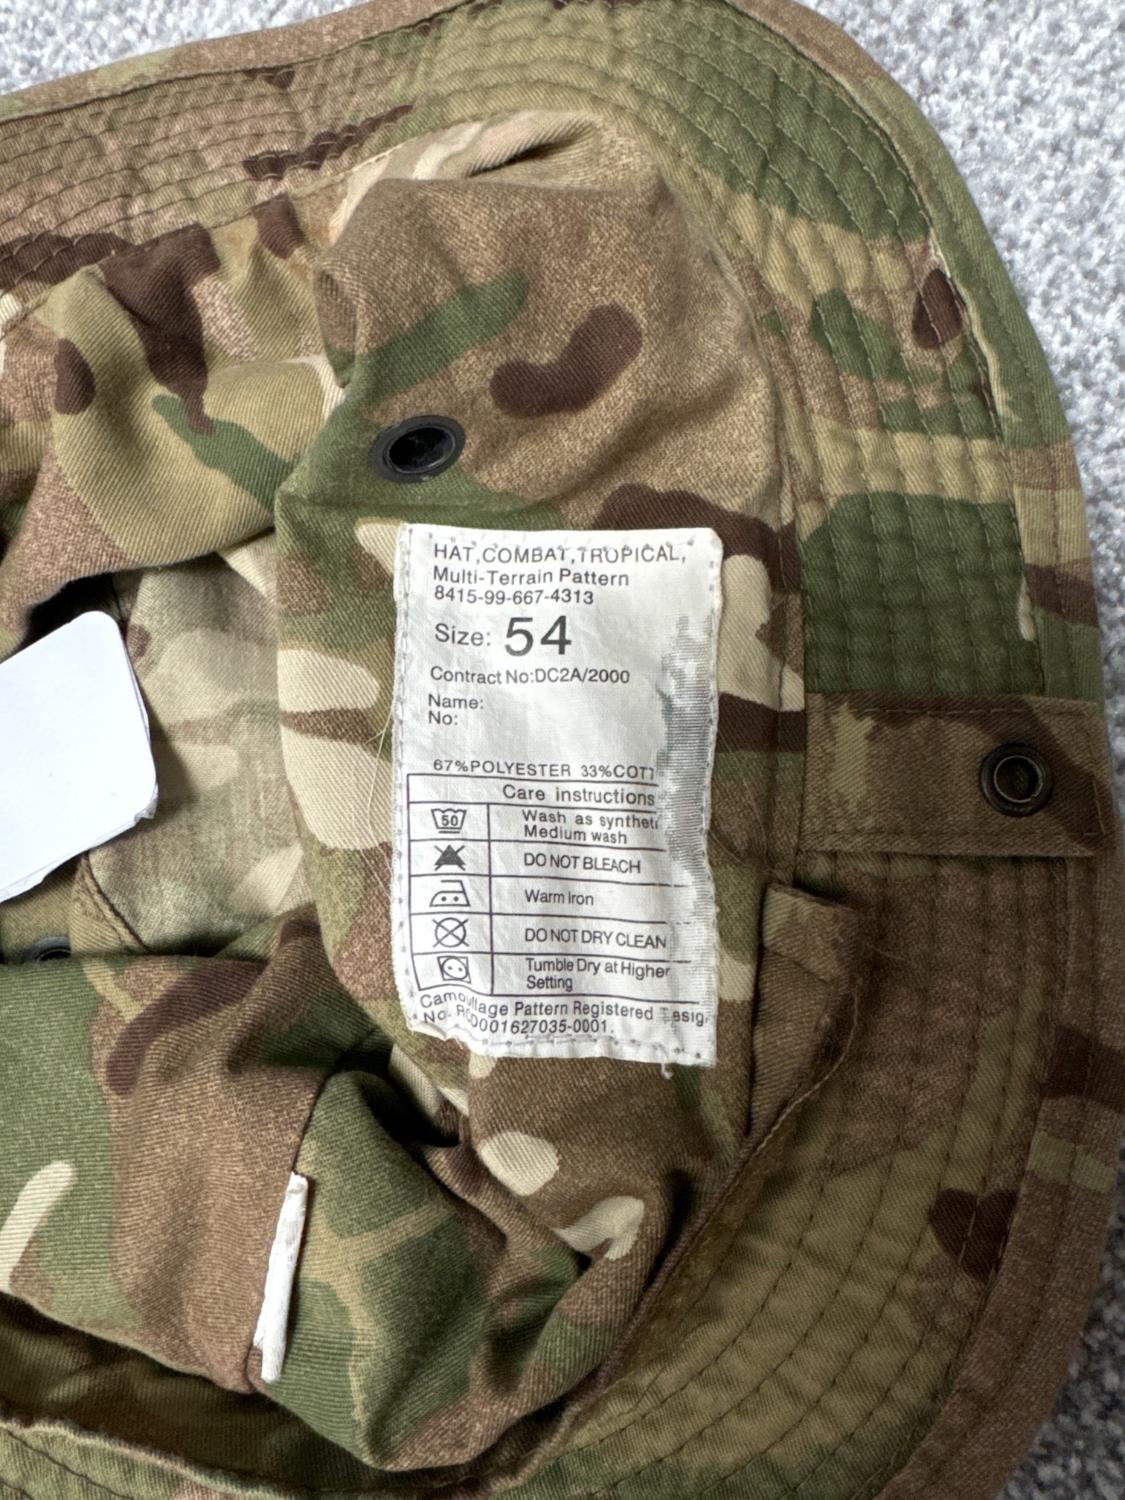 HAT,COMBAT,TROPICAL,
Multi-Terrain Pattern
8415-99-667-4313
Size: 54
Contract No:DC2A/2000
Name:
No:
67%POLYESTER 33%COTT
Care instructions
50 Wash as syntheti
Medium wash
DO NOT BLEACH
Warm iron
DO NOT DRY CLEAN
Tumble Dry at Higher
Setting
Camouflage Pattern Registered Desig
No. RCD001627035-0001.